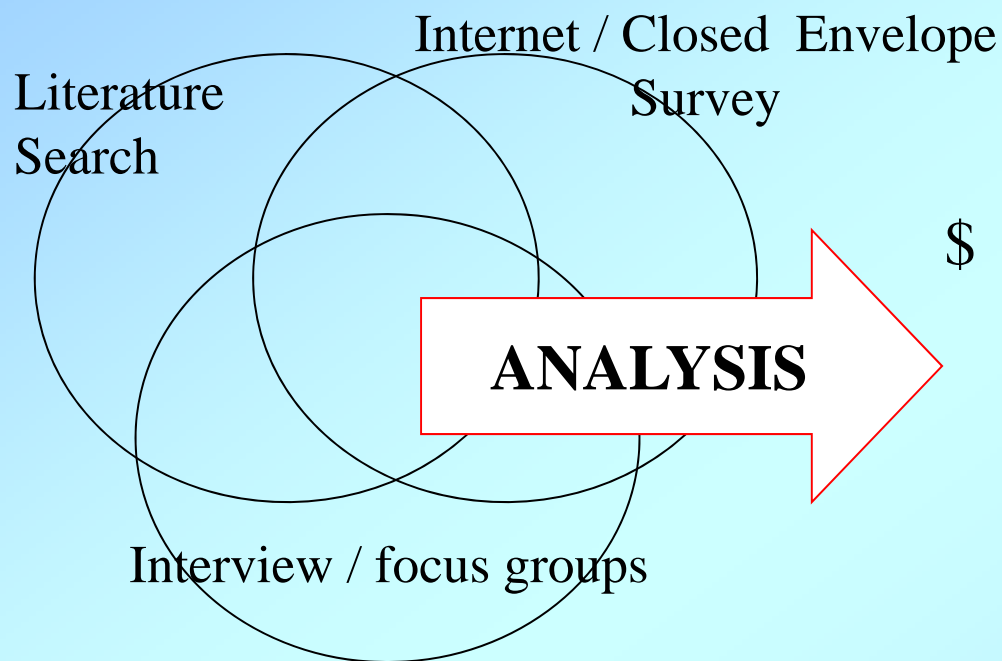 Internet / Closed  Envelope
Survey
Literature
Search
$
ANALYSIS
Interview / focus groups